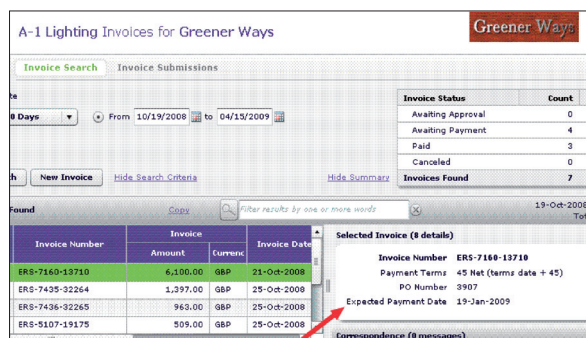 A-1 Lighting Invoices for Greener Ways
Greener Ways
Invoice Search Invoice Submissions
Invoice Status Count
0 Days From 10/19/2008 to 04/15/2009
Awaiting Approval 0
Awaiting Payment 4
Paid 3
Canceled 0
New Invoice Hide Search Criteria Hide Summary
Invoices Found 7
Found Copy Filter results by one or more words
19-Oct-2008
Invoice Number Invoice Invoice Date
Amount Currenc
ERS-7160-13710 6,100.00 GBP 21-Oct-2008
ERS-7435-32264 1,397.00 GBP 25-Oct-2008
ERS-7436-32265 963.00 GBP 25-Oct-2008
ERS-5107-19175 509.00 GBP 25-Oct-2008
Selected Invoice (8 details)
Invoice Number ERS-7160-13710
Payment Terms 45 Net (terms date + 45)
PO Number 3907
Expected Payment Date 19-Jan-2009
Correspondence (0 messages)